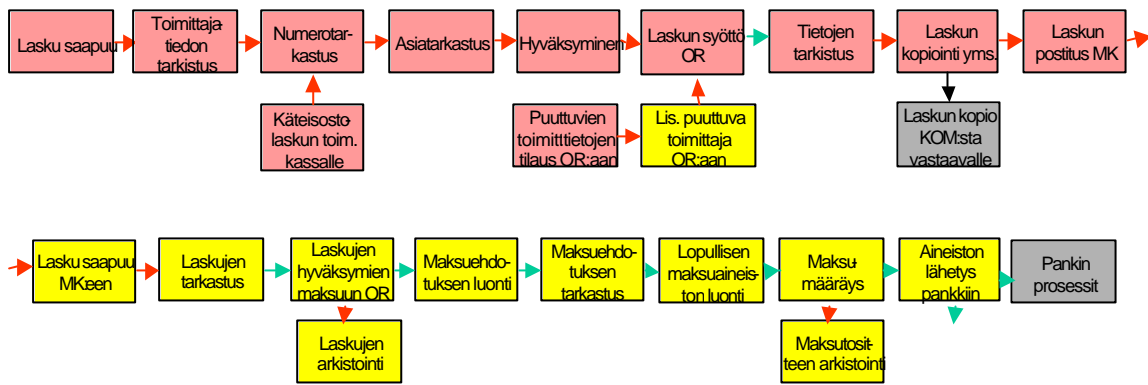 Lasku saapuu
Toimittaja-
tiedon
tarkistus
Numerotar-
kastus
Asiatarkastus
Hyväksyminen
Laskun syöttö
OR
Tietojen
tarkistus
Laskun
kopiointi yms.
Laskun
postitus MK
Käteisosto-
laskun toim.
kassalle
Puuttuvien
toimitttietojen
tilaus OR:aan
Lis. puuttuva
toimittaja
OR:aan
Laskun kopio
KOM:sta
vastaavalle
Lasku saapuu
MK:een
Laskujen
tarkastus
Laskujen
hyväksymien
maksuun OR
Maksuehdo-
tuksen luonti
Maksuehdo-
tuksen
tarkastus
Lopullisen
maksuaineis-
ton luonti
Maksu-
määräys
Aineiston
lähetys
pankkiin
Pankin
prosessit
Laskujen
arkistointi
Maksutosit-
teen arkistointi